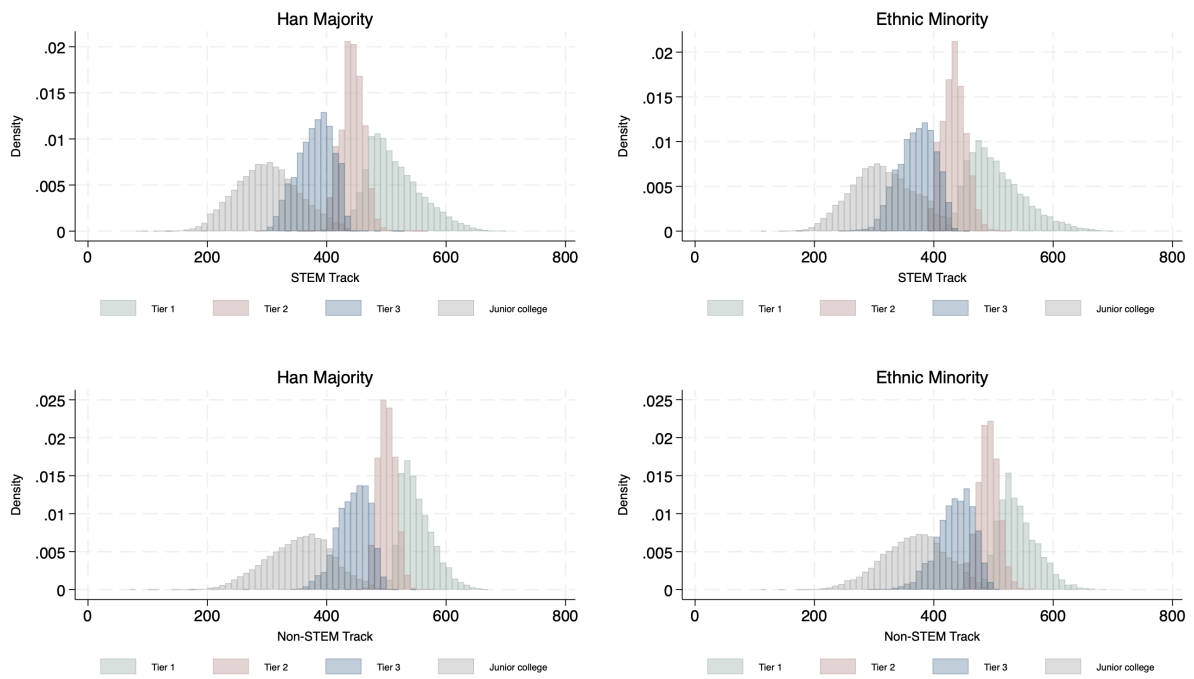 Han Majority
Density
.02
.015
.01
.005
0
0 200 400 600 800
STEM Track
Tier 1 Tier 2 Tier 3 Junior college
Ethnic Minority
Density
.02
.015
.01
.005
0
0 200 400 600 800
STEM Track
Tier 1 Tier 2 Tier 3 Junior college
Han Majority
Density
.025
.02
.015
.01
.005
0
0 200 400 600 800
Non-STEM Track
Tier 1 Tier 2 Tier 3 Junior college
Ethnic Minority
Density
.025
.02
.015
.01
.005
0
0 200 400 600 800
Non-STEM Track
Tier 1 Tier 2 Tier 3 Junior college